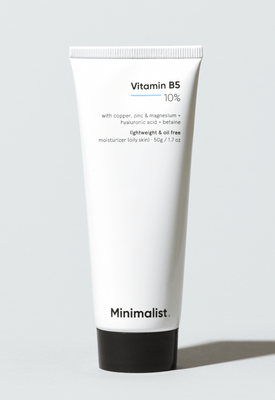 Vitamin B5
10%
with copper, zinc & magnesium +
hyaluronic acid + betaine
lightweight & oil free
moisturizer (oily skin) · 50g / 1.7 oz
Minimalist.